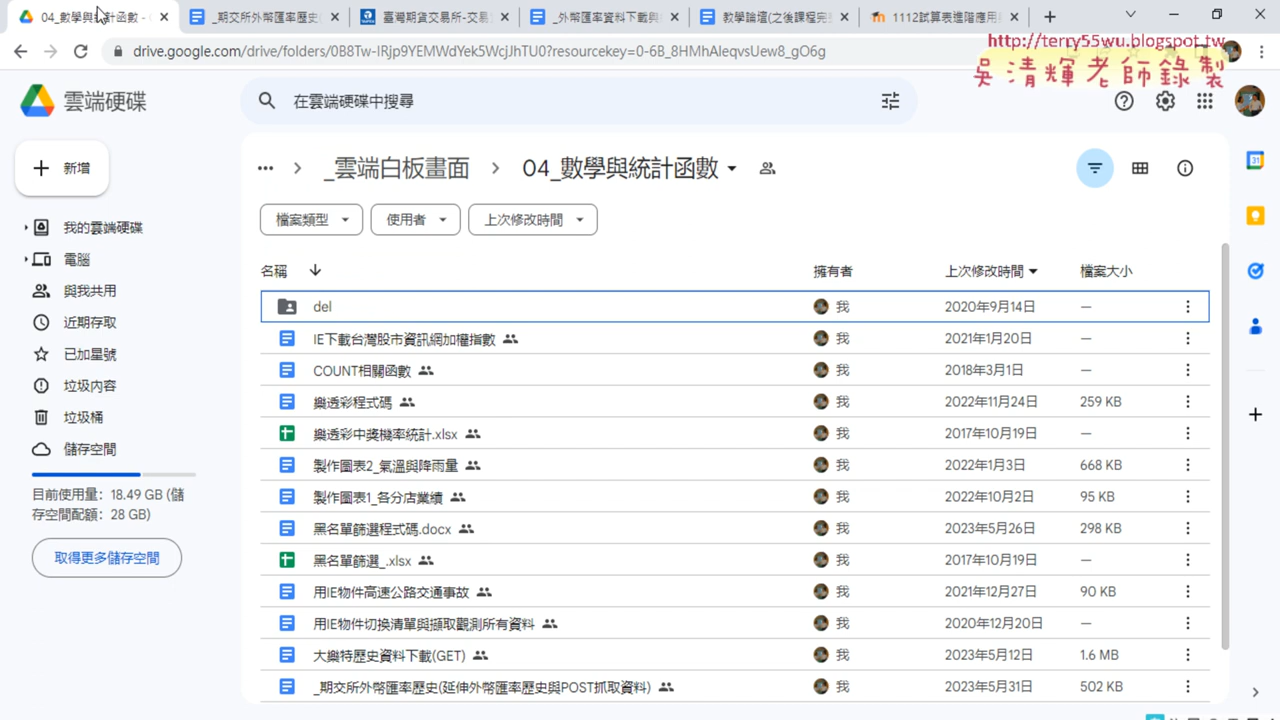 04_數學與統計函數 -
_期交所外幣匯率歷史
臺灣期貨交易所-交易
_外幣匯率資料下載與
教學論壇(之後課程完
1112試算表進階應用
drive.google.com/drive/folders/0B8Tw-IRjp9YEMWdYek5WcjJhTU0?resourcekey=0-6B_8HMhAleqvsUew8_gO6g
http://terry55wu.blogspot.tw
吳清輝老師錄製
雲端硬碟
在雲端硬碟中搜尋
新增
_雲端白板畫面
04_數學與統計函數
我的雲端硬碟
電腦
與我共用
近期存取
已加星號
垃圾內容
垃圾桶
儲存空間
目前使用量：18.49 GB (儲
存空間配額：28 GB)
取得更多儲存空間
檔案類型
使用者
上次修改時間
名稱 擁有者 上次修改時間 檔案大小
del 我 2020年9月14日 —
IE下載台灣股市資訊網加權指數 我 2021年1月20日 —
COUNT相關函數 我 2018年3月1日 —
樂透彩程式碼 我 2022年11月24日 259 KB
樂透彩中獎機率統計.xlsx 我 2017年10月19日 —
製作圖表2_氣溫與降雨量 我 2022年1月3日 668 KB
製作圖表1_各分店業績 我 2022年10月2日 95 KB
黑名單篩選程式碼.docx 我 2023年5月26日 298 KB
黑名單篩選_.xlsx 我 2017年10月19日 —
用IE物件高速公路交通事故 我 2021年12月27日 90 KB
用IE物件切換清單與擷取觀測所有資料 我 2020年12月20日 —
大樂特歷史資料下載(GET) 我 2023年5月12日 1.6 MB
_期交所外幣匯率歷史(延伸外幣匯率歷史與POST抓取資料) 我 2023年5月31日 502 KB
31